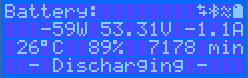 Battery:
-59W 53.31V -1.1A
26°C 89% 7178 min
- Discharging -